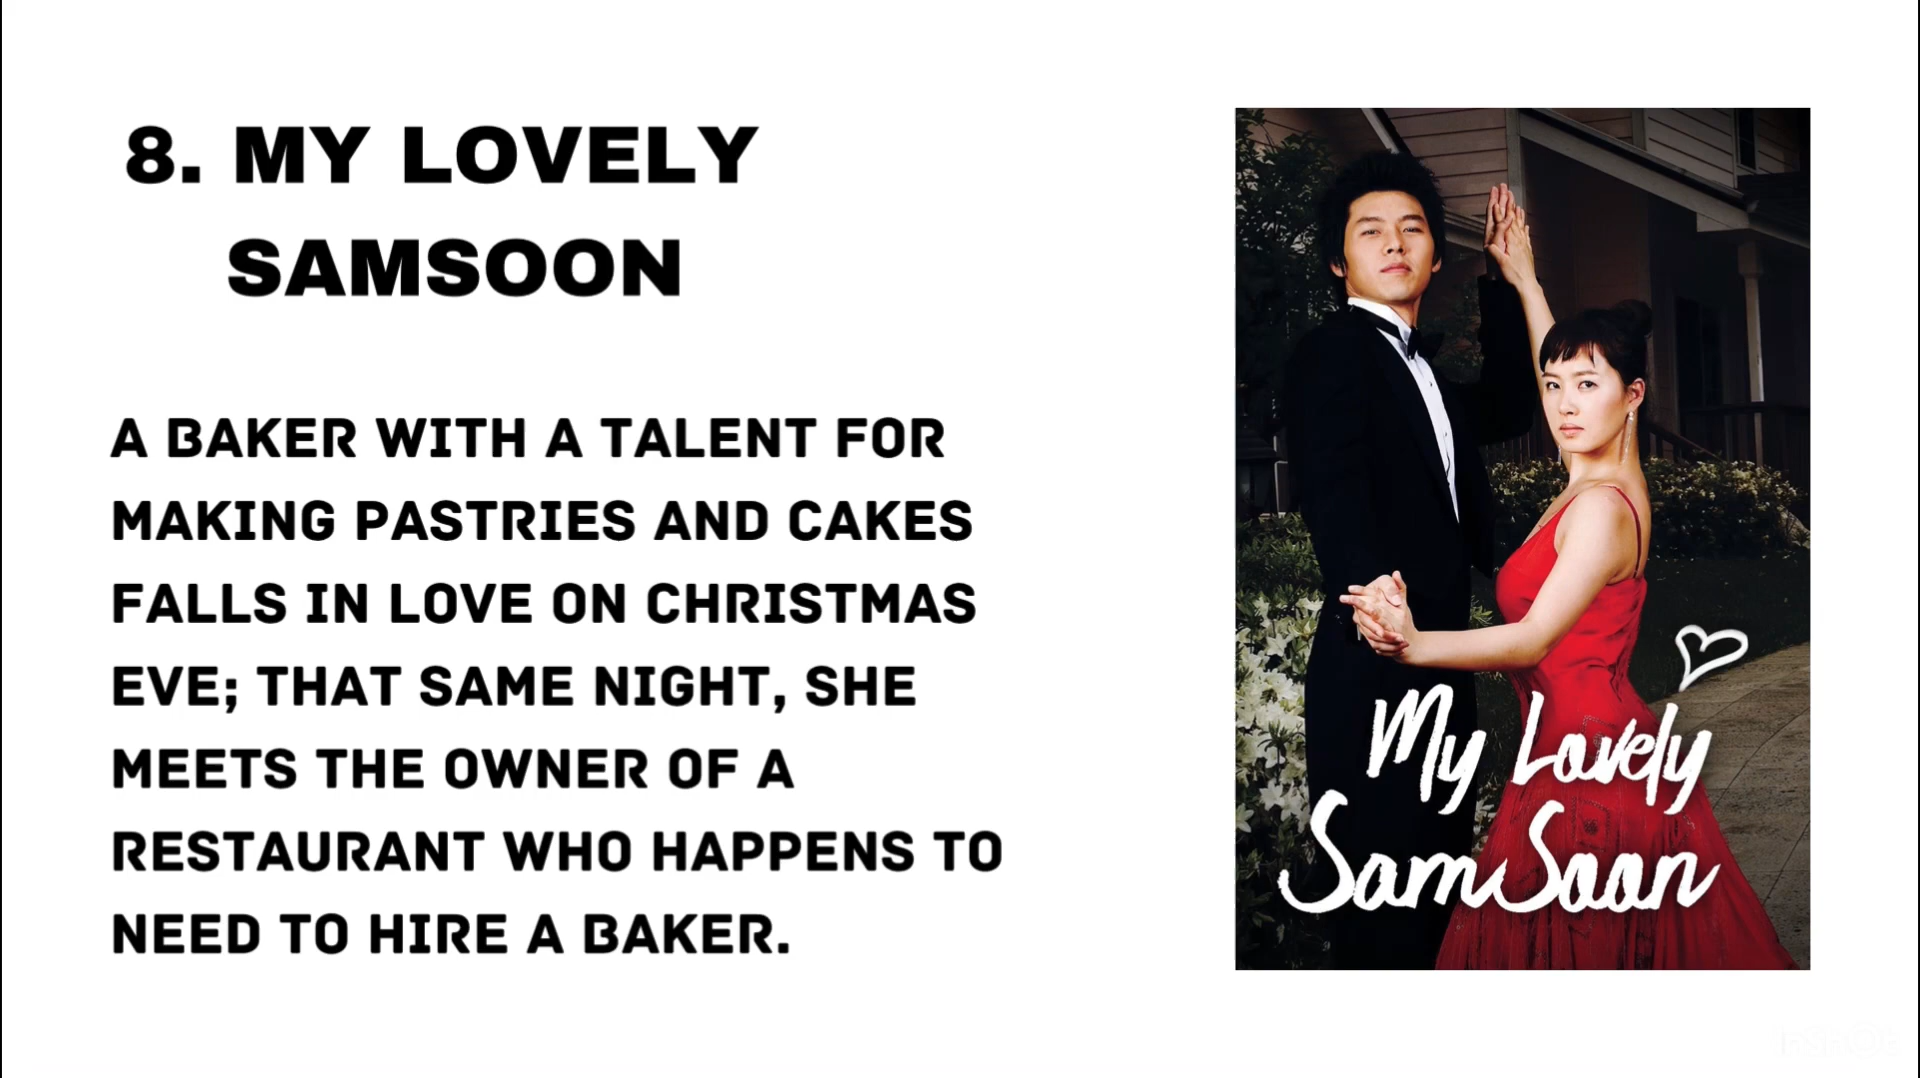 8. MY LOVELY
SAMSOON
A BAKER WITH A TALENT FOR
MAKING PASTRIES AND CAKES
FALLS IN LOVE ON CHRISTMAS
EVE; THAT SAME NIGHT, SHE
MEETS THE OWNER OF A
RESTAURANT WHO HAPPENS TO
NEED TO HIRE A BAKER.
My Lovely
SamSoon